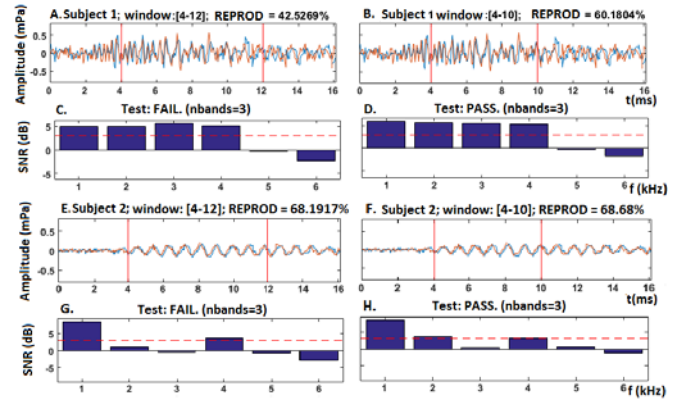 A. Subject 1; window:[4-12]; REPROD = 42.5269%
B. Subject 1 window :[4-10]; REPROD = 60.1804%
Amplitude (mPa)
0.5
0
-0.5
0 2 4 6 8 10 12 14 16
0 2 4 6 8 10 12 14 16
t(ms)
C. Test: FAIL. (nbands=3)
D. Test: PASS. (nbands=3)
SNR (dB)
5
0
-5
1 2 3 4 5 6
1 2 3 4 5 6
f (kHz)
E. Subject 2; window: [4-12]; REPROD = 68.1917%
F. Subject 2; window: [4-10]; REPROD = 68.68%
Amplitude (mPa)
0.5
0
-0.5
0 2 4 6 8 10 12 14 16
0 2 4 6 8 10 12 14 16
t(ms)
G. Test: FAIL. (nbands=3)
H. Test: PASS. (nbands=3)
SNR (dB)
5
0
-5
1 2 3 4 5 6
1 2 3 4 5 6
f (kHz)